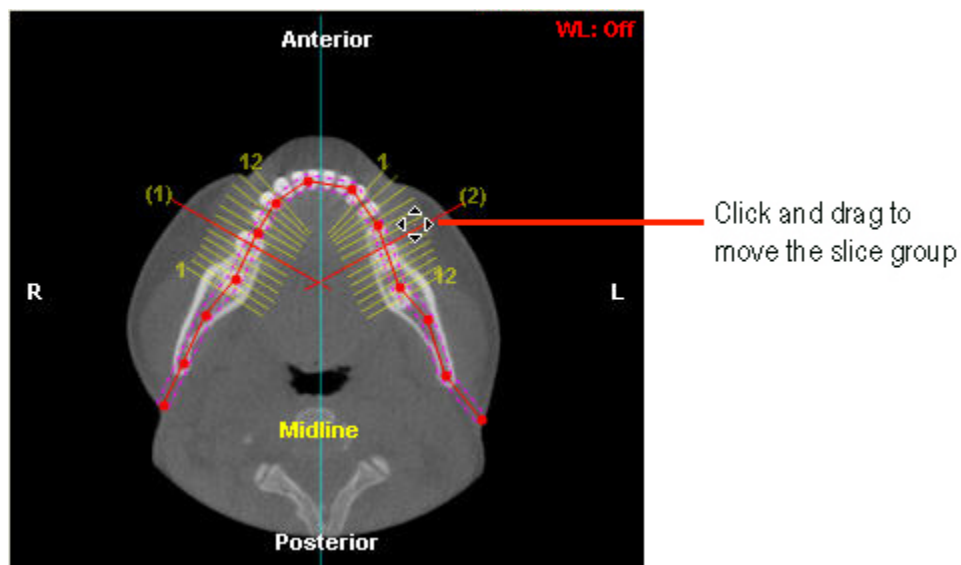 Anterior
WL: Off
12
1
(1)
(2)
Click and drag to
move the slice group
1
12
R
L
Midline
Posterior